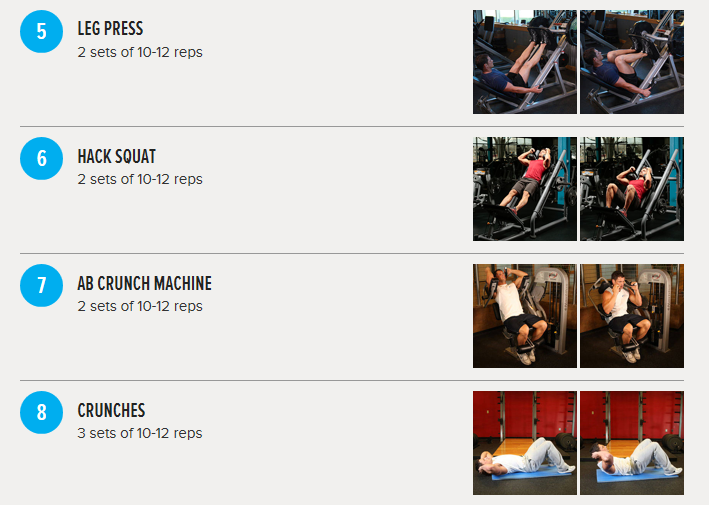 5
LEG PRESS
2 sets of 10-12 reps
6
HACK SQUAT
2 sets of 10-12 reps
7
AB CRUNCH MACHINE
2 sets of 10-12 reps
8
CRUNCHES
3 sets of 10-12 reps